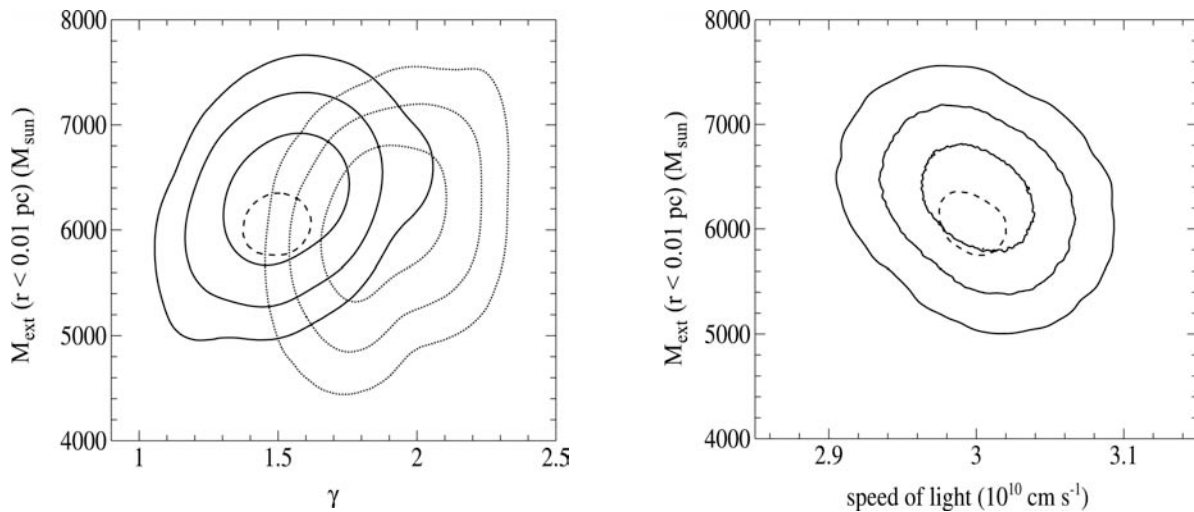 8000
7000
6000
5000
4000
M_ext (r < 0.01 pc) (M_sun)
1 1.5 2 2.5
γ
8000
7000
6000
5000
4000
M_ext (r < 0.01 pc) (M_sun)
2.9 3 3.1
speed of light (10^10 cm s^-1)